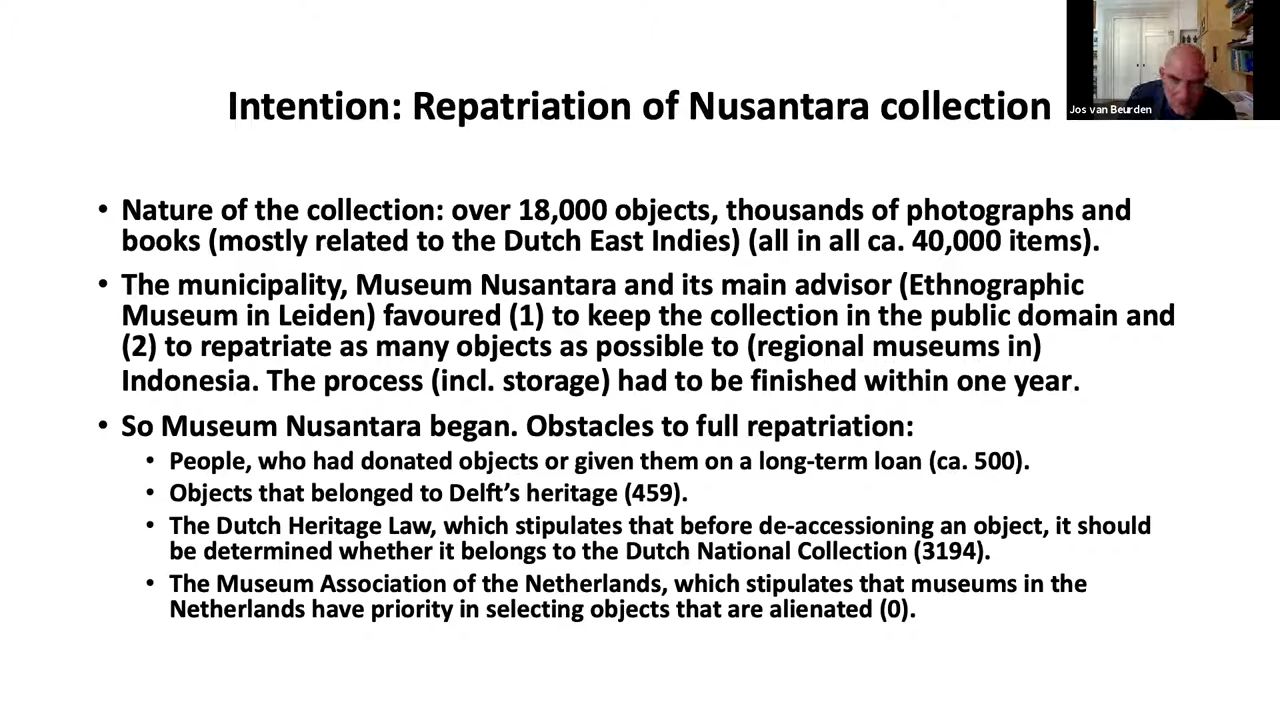 Intention: Repatriation of Nusantara collection
Jos van Beurden
• Nature of the collection: over 18,000 objects, thousands of photographs and
books (mostly related to the Dutch East Indies) (all in all ca. 40,000 items).
• The municipality, Museum Nusantara and its main advisor (Ethnographic
Museum in Leiden) favoured (1) to keep the collection in the public domain and
(2) to repatriate as many objects as possible to (regional museums in)
Indonesia. The process (incl. storage) had to be finished within one year.
• So Museum Nusantara began. Obstacles to full repatriation:
• People, who had donated objects or given them on a long-term loan (ca. 500).
• Objects that belonged to Delft’s heritage (459).
• The Dutch Heritage Law, which stipulates that before de-accessioning an object, it should
be determined whether it belongs to the Dutch National Collection (3194).
• The Museum Association of the Netherlands, which stipulates that museums in the
Netherlands have priority in selecting objects that are alienated (0).